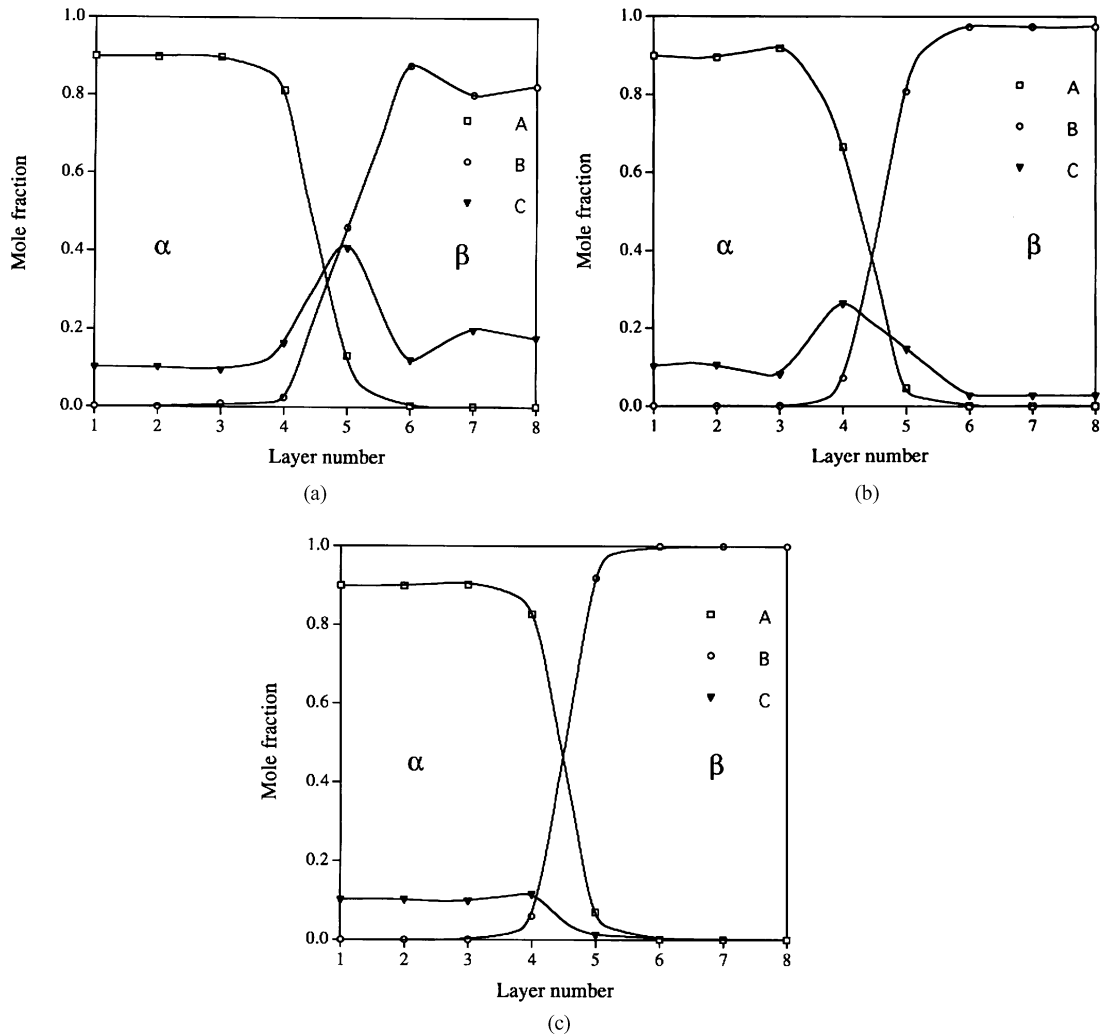 1.0
0.8
0.6
0.4
0.2
0.0
Mole fraction
A
B
C
α
β
1 2 3 4 5 6 7 8
Layer number
(a)
1.0
0.8
0.6
0.4
0.2
0.0
Mole fraction
A
B
C
α
β
1 2 3 4 5 6 7 8
Layer number
(b)
1.0
0.8
0.6
0.4
0.2
0.0
Mole fraction
A
B
C
α
β
1 2 3 4 5 6 7 8
Layer number
(c)